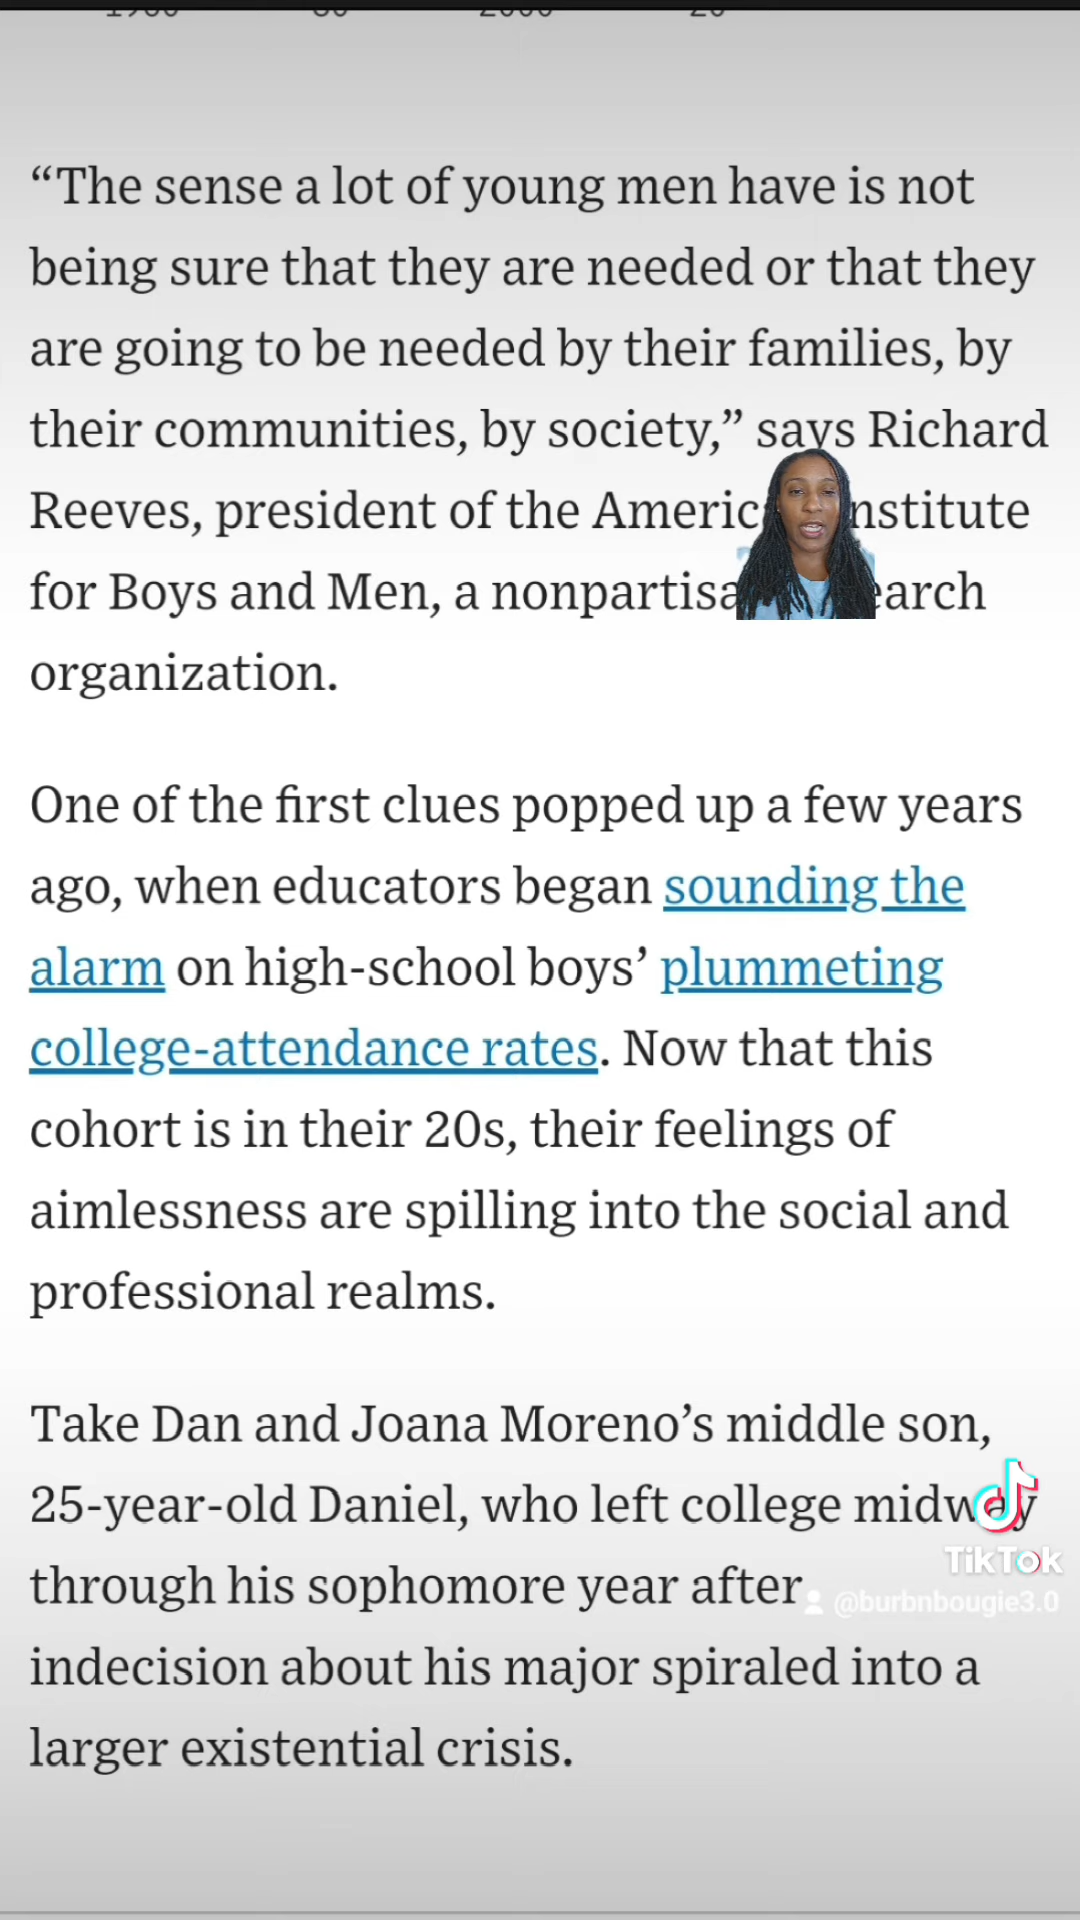 “The sense a lot of young men have is not
being sure that they are needed or that they
are going to be needed by their families, by
their communities, by society,” says Richard
Reeves, president of the Americ nstitute
for Boys and Men, a nonpartisa earch
organization.
One of the first clues popped up a few years
ago, when educators began sounding the
alarm on high-school boys’ plummeting
college-attendance rates. Now that this
cohort is in their 20s, their feelings of
aimlessness are spilling into the social and
professional realms.
Take Dan and Joana Moreno’s middle son,
25-year-old Daniel, who left college midway
through his sophomore year after
indecision about his major spiraled into a
larger existential crisis.
TikTok
@burbnbougie3.0